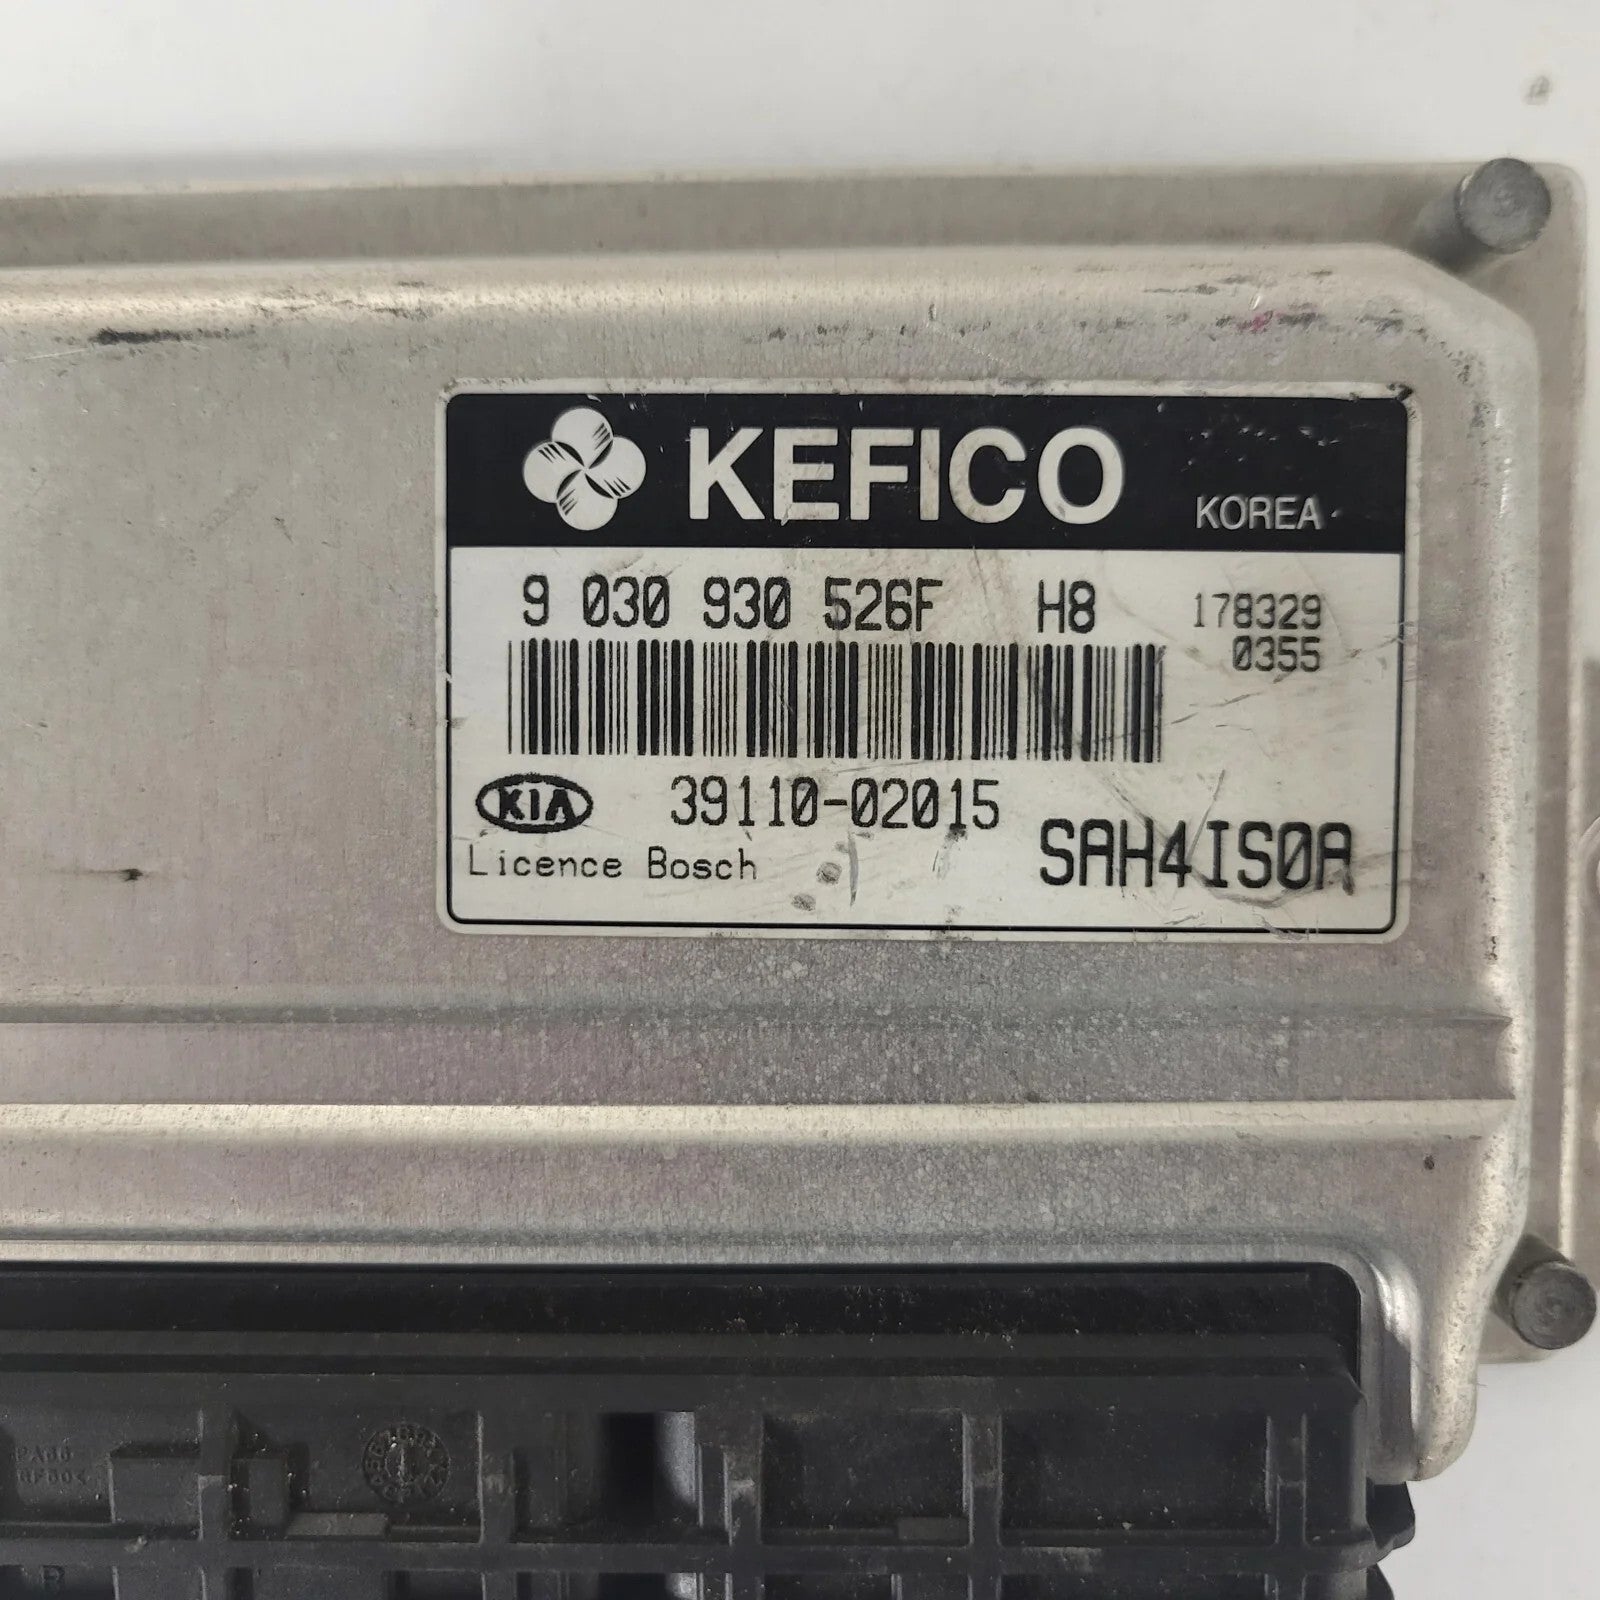 KEFICO KOREA
9 030 930 526F H8 178329
0355
KIA 39110-02015
Licence Bosch SAH4IS0A